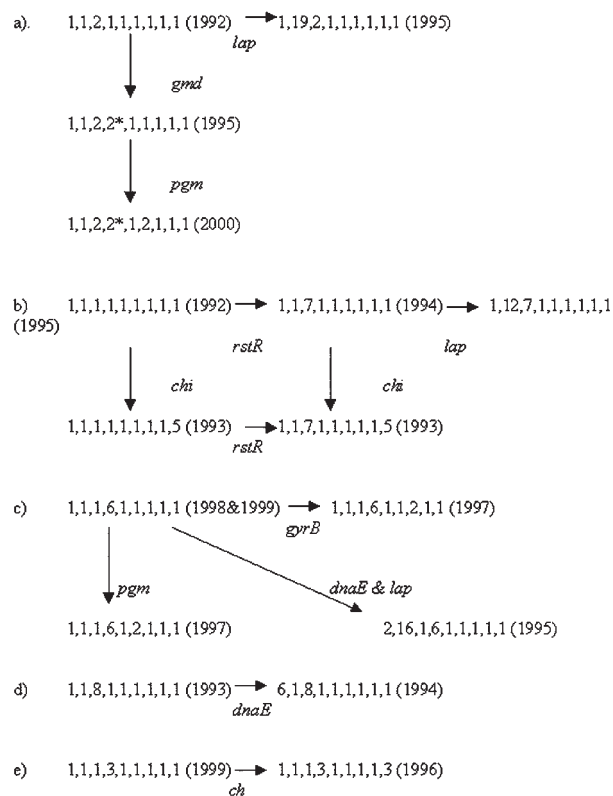 a). 1,1,2,1,1,1,1,1,1 (1992) 1,19,2,1,1,1,1,1,1 (1995)
lap
gmd
1,1,2,2*,1,1,1,1,1 (1995)
pgm
1,1,2,2*,1,2,1,1,1 (2000)
b) 1,1,1,1,1,1,1,1,1 (1992) 1,1,7,1,1,1,1,1,1 (1994) 1,12,7,1,1,1,1,1,1
(1995)
rstR lap
chi chi
1,1,1,1,1,1,1,1,5 (1993) 1,1,7,1,1,1,1,1,5 (1993)
rstR
c) 1,1,1,6,1,1,1,1,1 (1998&1999) 1,1,1,6,1,1,2,1,1 (1997)
gyrB
pgm dnaE & lap
1,1,1,6,1,2,1,1,1 (1997) 2,16,1,6,1,1,1,1,1 (1995)
d) 1,1,8,1,1,1,1,1,1 (1993) 6,1,8,1,1,1,1,1,1 (1994)
dnaE
e) 1,1,1,3,1,1,1,1,1 (1999) 1,1,1,3,1,1,1,1,3 (1996)
ch